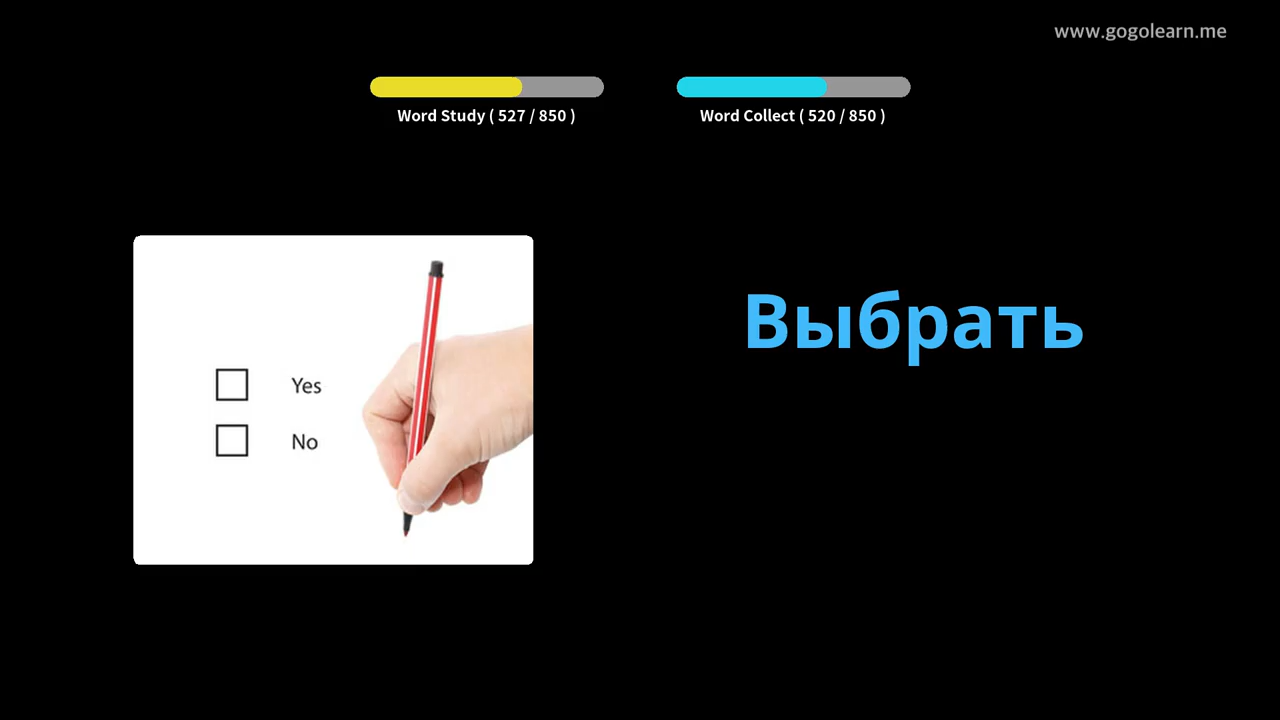 www.gogolearn.me
Word Study ( 527 / 850 )
Word Collect ( 520 / 850 )
Yes
No
Выбрать